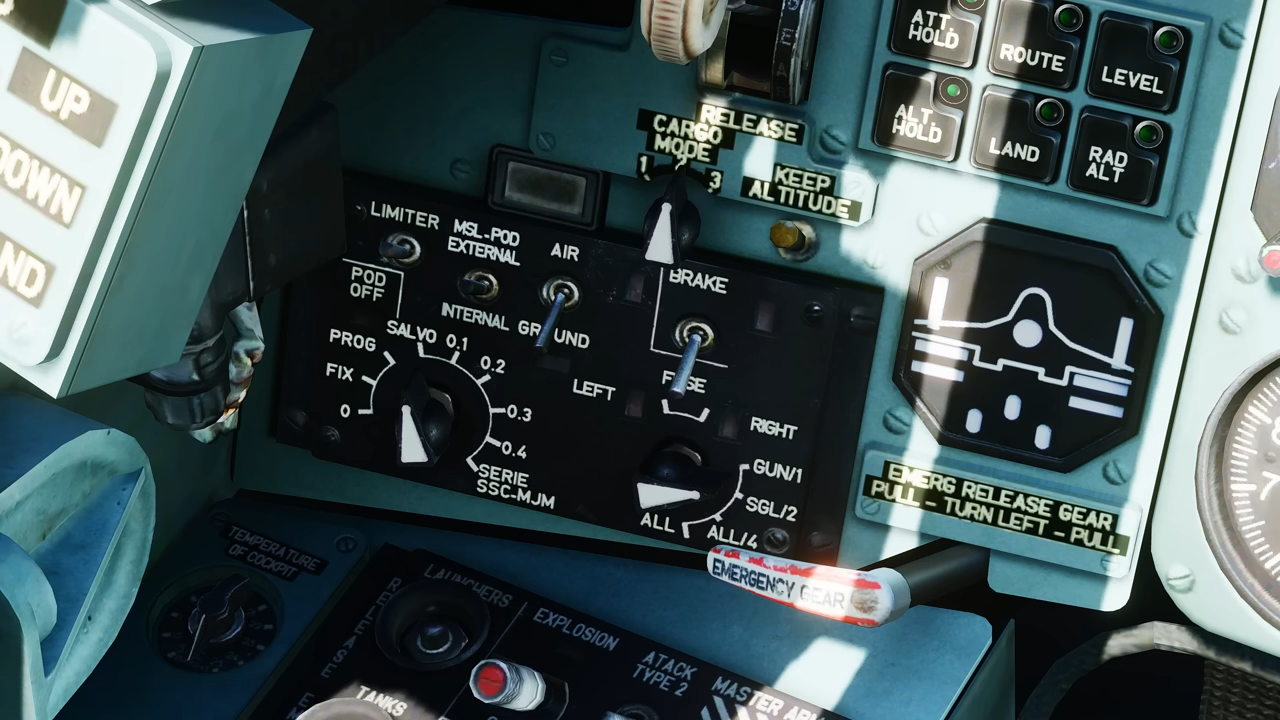 UP
DOWN
ND
ATT.
HOLD
ROUTE
LEVEL
ALT.
HOLD
LAND
RAD
ALT
RELEASE
CARGO
MODE
1 2 3
KEEP
ALTITUDE
LIMITER
MSL-POD
EXTERNAL
AIR
POD
OFF
INTERNAL
GROUND
BRAKE
PROG
SALVO
0.1
0.2
FIX
0
0.3
0.4
SERIE
SSC-MJM
LEFT
FUSE
RIGHT
GUN/1
SGL/2
ALL
ALL/4
EMERG RELEASE GEAR
PULL - TURN LEFT - PULL
EMERGENCY GEAR
TEMPERATURE
OF COCKPIT
LAUNCHERS
RELEASE
EXPLOSION
ATACK
TYPE 2
MASTER
TANKS